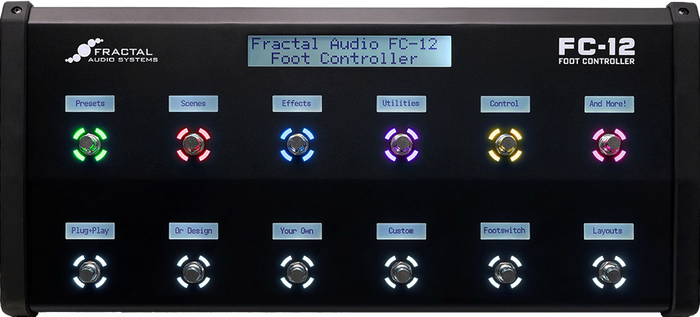 FRACTAL
AUDIO SYSTEMS
Fractal Audio FC-12
Foot Controller
FC-12
FOOT CONTROLLER
Presets
Scenes
Effects
Utilities
Control
And More!
Plug+Play
Or Design
Your Own
Custom
Footswitch
Layouts